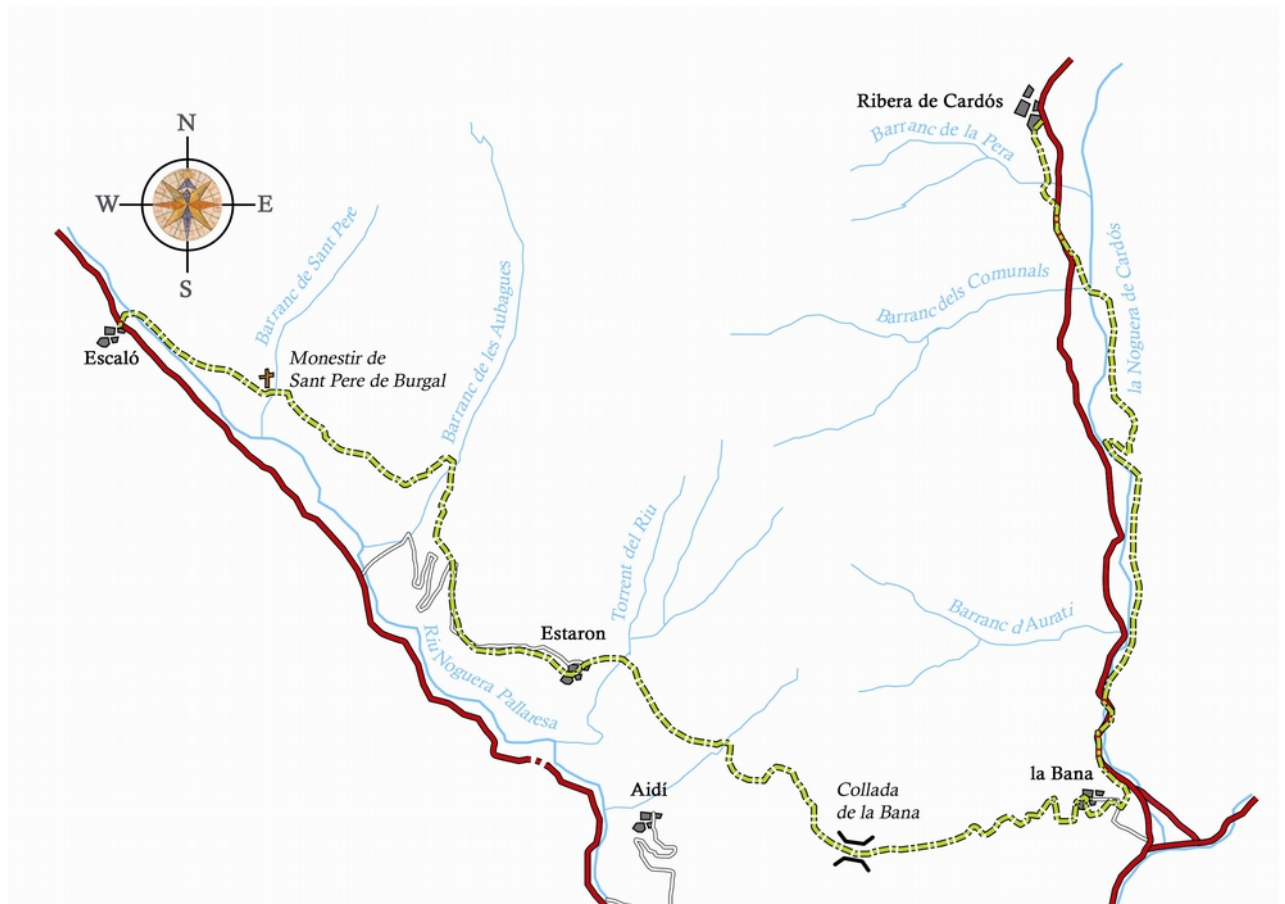 Ribera de Cardós
Barranc de la Pera
N
W
E
S
Barranc de Sant Pere
Barranc de les Aubagues
la Noguera de Cardós
Barranc dels Comunals
Escaló
Monestir de
Sant Pere de Burgal
Torrent del Riu
Barranc d'Aurati
Estaron
Riu Noguera Pallaresa
la Bana
Aidí
Collada
de la Bana